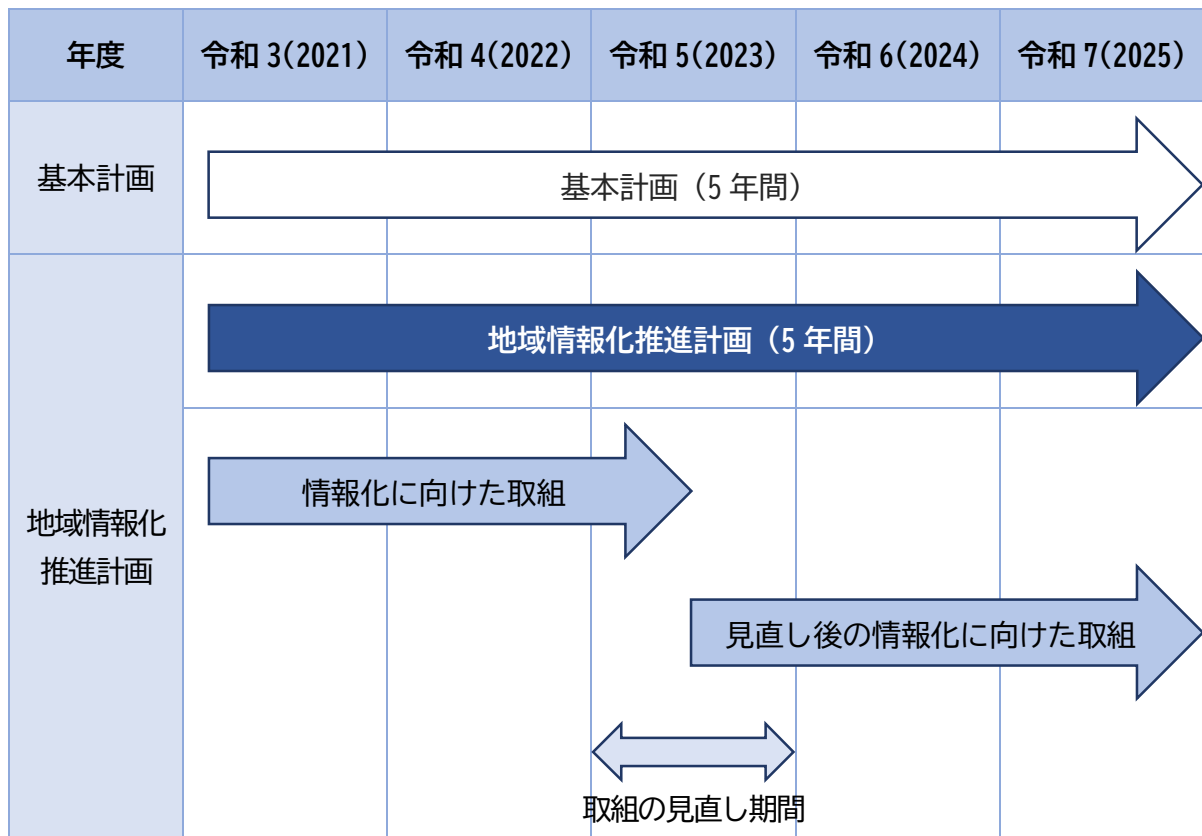 年度 令和 3(2021) 令和 4(2022) 令和 5(2023) 令和 6(2024) 令和 7(2025)
基本計画
基本計画（5 年間）
地域情報化
推進計画
地域情報化推進計画（5 年間）
情報化に向けた取組
見直し後の情報化に向けた取組
取組の見直し期間